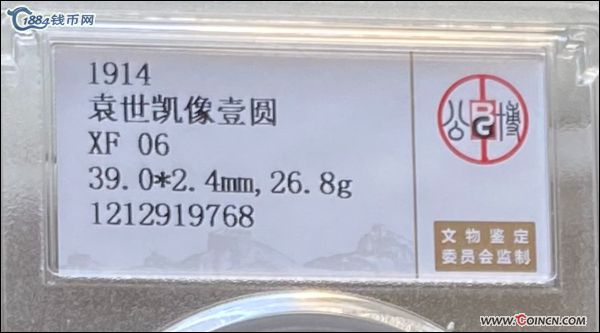 1884钱币网
1914
袁世凯像壹圆
XF 06
39.0*2.4mm,26.8g
1212919768
公博
BG
文物鉴定
委员会监制
www.COINCN.com